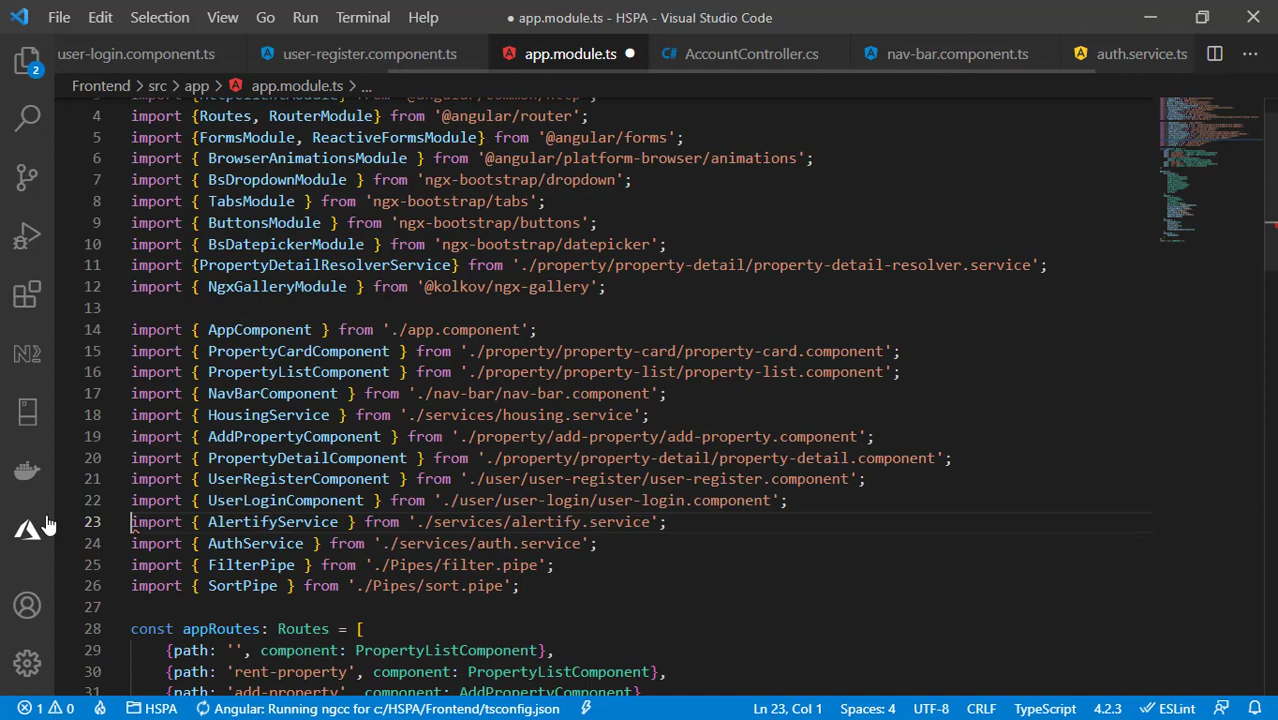 File Edit Selection View Go Run Terminal Help ● app.module.ts - HSPA - Visual Studio Code
user-login.component.ts user-register.component.ts app.module.ts ● C# AccountController.cs nav-bar.component.ts auth.service.ts ...
2
Frontend > src > app > app.module.ts > ...
4 import {Routes, RouterModule} from '@angular/router';
5 import {FormsModule, ReactiveFormsModule} from '@angular/forms';
6 import { BrowserAnimationsModule } from '@angular/platform-browser/animations';
7 import { BsDropdownModule } from 'ngx-bootstrap/dropdown';
8 import { TabsModule } from 'ngx-bootstrap/tabs';
9 import { ButtonsModule } from 'ngx-bootstrap/buttons';
10 import { BsDatepickerModule } from 'ngx-bootstrap/datepicker';
11 import {PropertyDetailResolverService} from './property/property-detail/property-detail-resolver.service';
12 import { NgxGalleryModule } from '@kolkov/ngx-gallery';
13
14 import { AppComponent } from './app.component';
15 import { PropertyCardComponent } from './property/property-card/property-card.component';
16 import { PropertyListComponent } from './property/property-list/property-list.component';
17 import { NavBarComponent } from './nav-bar/nav-bar.component';
18 import { HousingService } from './services/housing.service';
19 import { AddPropertyComponent } from './property/add-property/add-property.component';
20 import { PropertyDetailComponent } from './property/property-detail/property-detail.component';
21 import { UserRegisterComponent } from './user/user-register/user-register.component';
22 import { UserLoginComponent } from './user/user-login/user-login.component';
23 import { AlertifyService } from './services/alertify.service';
24 import { AuthService } from './services/auth.service';
25 import { FilterPipe } from './Pipes/filter.pipe';
26 import { SortPipe } from './Pipes/sort.pipe';
27
28 const appRoutes: Routes = [
29 {path: '', component: PropertyListComponent},
30 {path: 'rent-property', component: PropertyListComponent},
31 {path: 'add-property', component: AddPropertyComponent},
1 0 HSPA Angular: Running ngcc for c:/HSPA/Frontend/tsconfig.json Ln 23, Col 1 Spaces: 4 UTF-8 CRLF TypeScript 4.2.3 ESLint